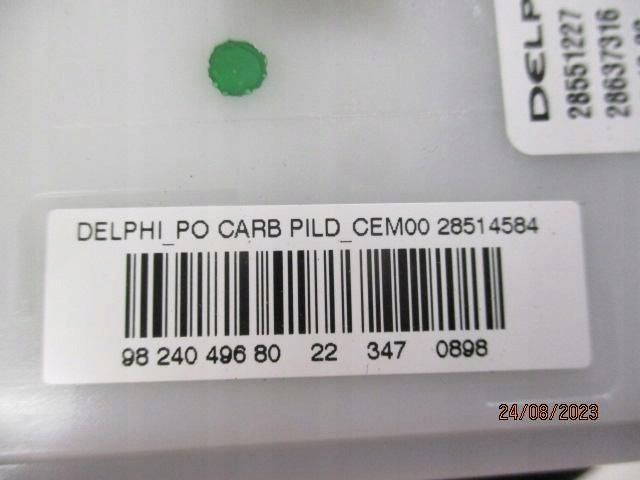 DELP
28551227
28637316
DELPHI_PO CARB PILD_CEM00 28514584
98 240 496 80 22 347 0898
24/08/2023